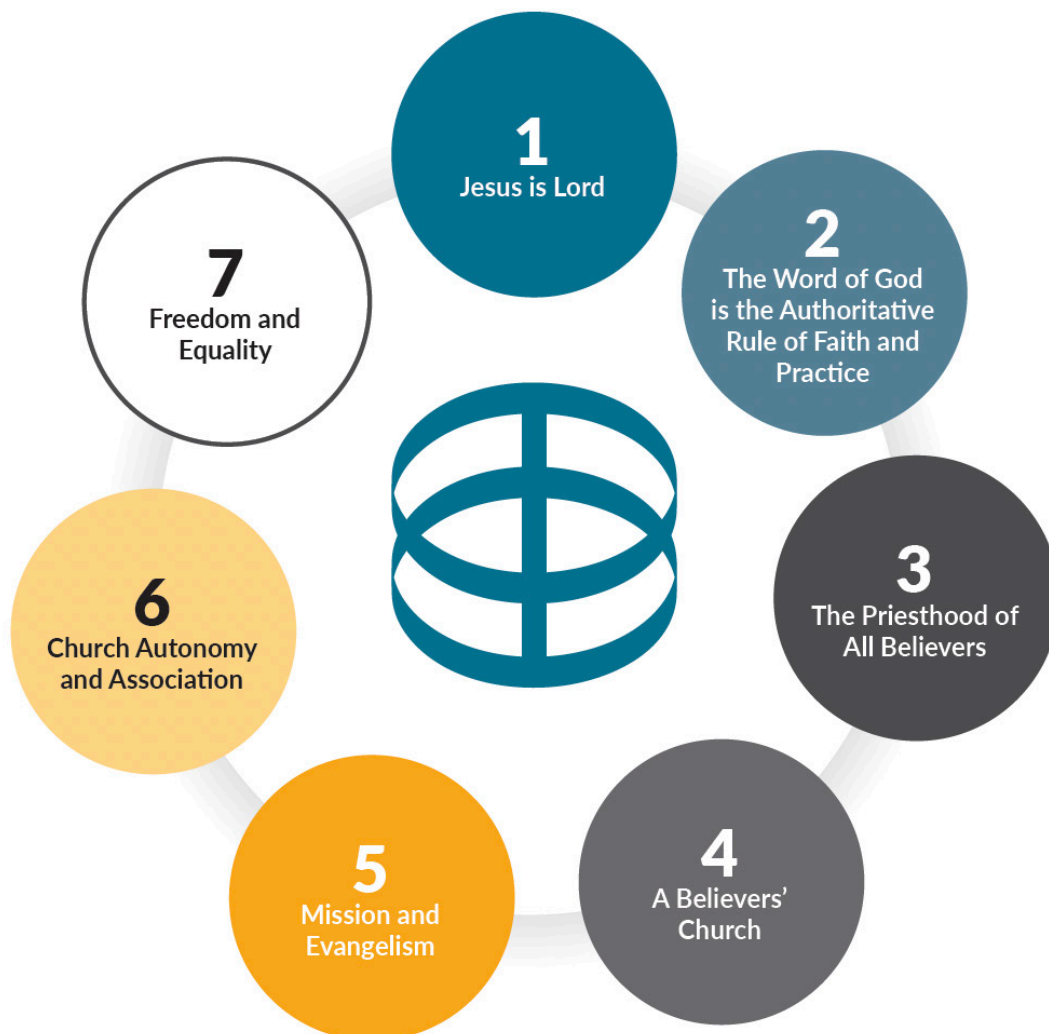 1
Jesus is Lord
2
The Word of God
is the Authoritative
Rule of Faith and
Practice
3
The Priesthood of
All Believers
4
A Believers’
Church
5
Mission and
Evangelism
6
Church Autonomy
and Association
7
Freedom and
Equality